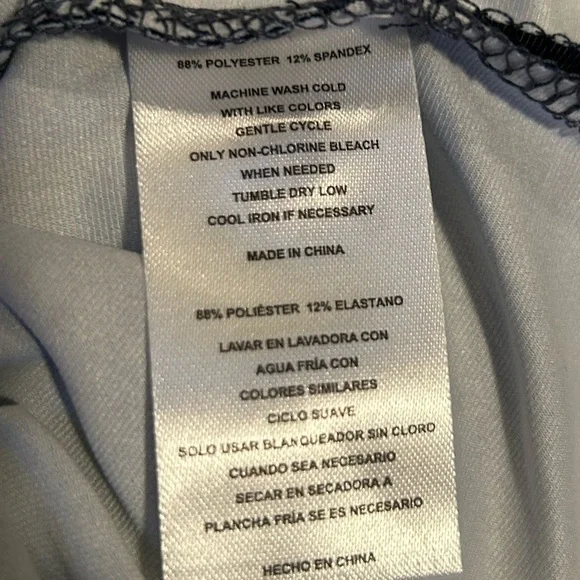 88% POLYESTER 12% SPANDEX
MACHINE WASH COLD
WITH LIKE COLORS
GENTLE CYCLE
ONLY NON-CHLORINE BLEACH
WHEN NEEDED
TUMBLE DRY LOW
COOL IRON IF NECESSARY
MADE IN CHINA
88% POLIÉSTER 12% ELASTANO
LAVAR EN LAVADORA CON
AGUA FRÍA CON
COLORES SIMILARES
CICLO SUAVE
SOLO USAR BLANQUEADOR SIN CLORO
CUANDO SEA NECESARIO
SECAR EN SECADORA A
PLANCHA FRÍA SE ES NECESARIO
HECHO EN CHINA